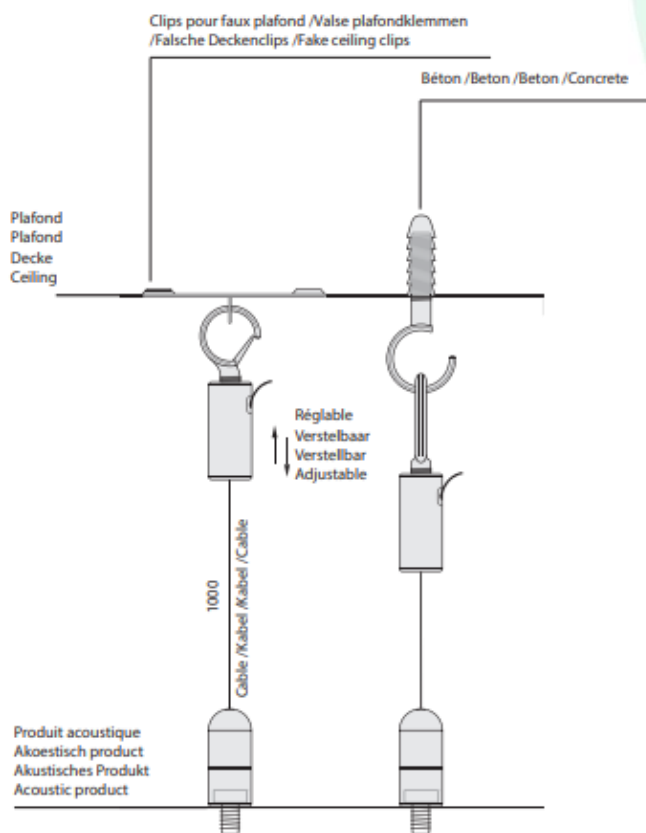 Clips pour faux plafond /Valse plafondklemmen
/Falsche Deckenclips /Fake ceiling clips
Béton /Beton /Beton /Concrete
Plafond
Plafond
Decke
Ceiling
Réglable
Verstelbaar
Verstellbar
Adjustable
1000
Cable /Kabel /Kabel /Cable
Produit acoustique
Akoestisch product
Akustisches Produkt
Acoustic product